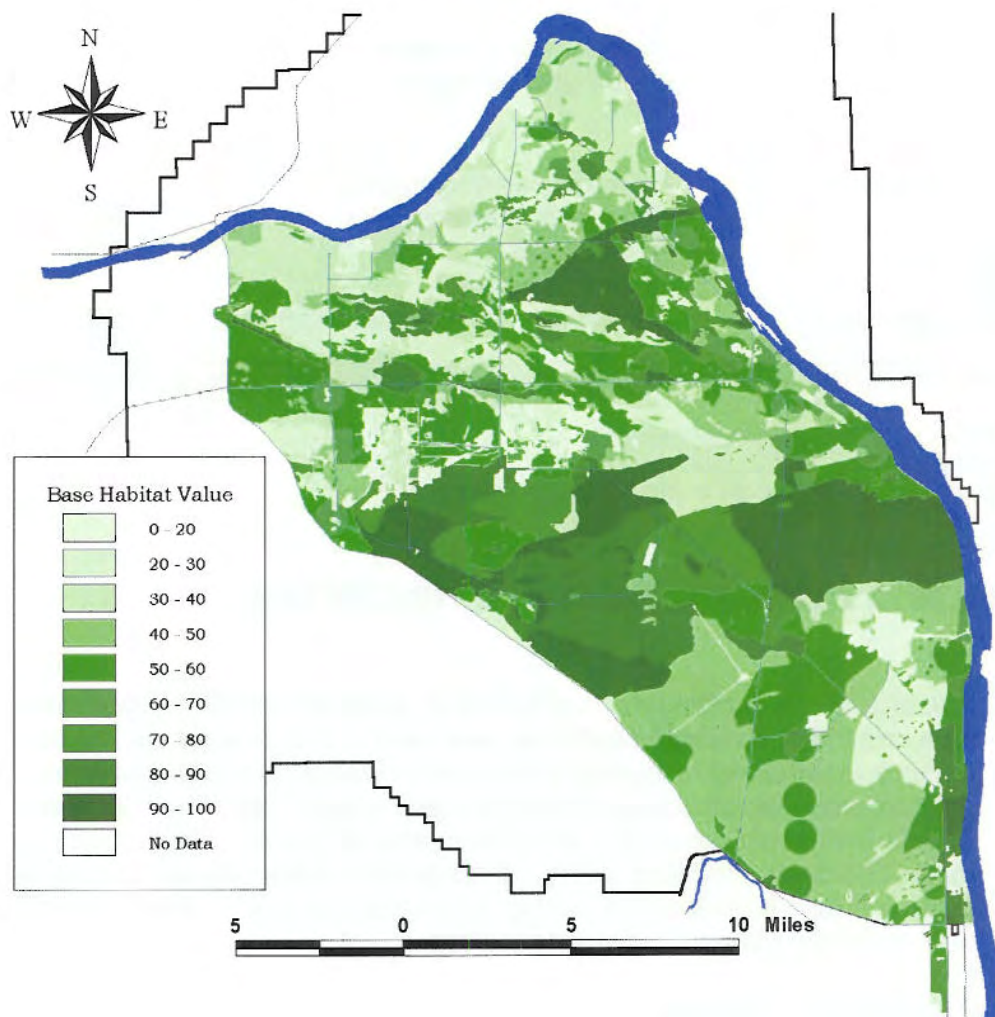 N
W E
S
Base Habitat Value
0 - 20
20 - 30
30 - 40
40 - 50
50 - 60
60 - 70
70 - 80
80 - 90
90 - 100
No Data
5 0 5 10 Miles